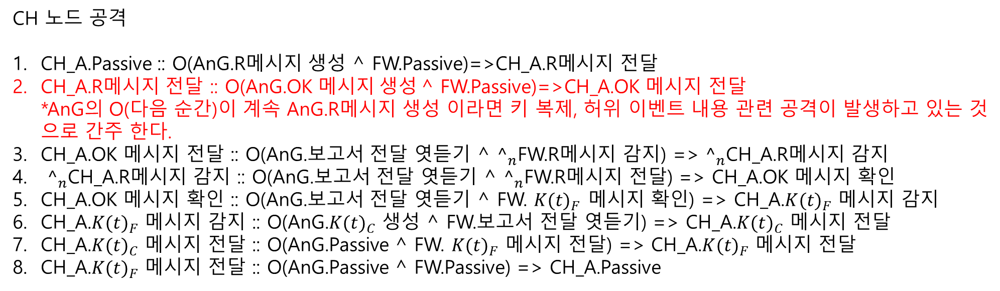 CH 노드 공격
1. CH_A.Passive :: O(AnG.R메시지 생성 ^ FW.Passive)=>CH_A.R메시지 전달
2. CH_A.R메시지 전달 :: O(AnG.OK 메시지 생성 ^ FW.Passive)=>CH_A.OK 메시지 전달
*AnG의 O(다음 순간)이 계속 AnG.R메시지 생성 이라면 키 복제, 허위 이벤트 내용 관련 공격이 발생하고 있는 것
으로 간주 한다.
3. CH_A.OK 메시지 전달 :: O(AnG.보고서 전달 엿듣기 ^ ^_nFW.R메시지 감지) => ^_nCH_A.R메시지 감지
4. ^_nCH_A.R메시지 감지 :: O(AnG.보고서 전달 엿듣기 ^ ^_nFW.R메시지 전달) => CH_A.OK 메시지 확인
5. CH_A.OK 메시지 확인 :: O(AnG.보고서 전달 엿듣기 ^ FW. K(t)_F 메시지 확인) => CH_A.K(t)_F 메시지 감지
6. CH_A.K(t)_F 메시지 감지 :: O(AnG.K(t)_C 생성 ^ FW.보고서 전달 엿듣기) => CH_A.K(t)_C 메시지 전달
7. CH_A.K(t)_C 메시지 전달 :: O(AnG.Passive ^ FW. K(t)_F 메시지 전달) => CH_A.K(t)_F 메시지 전달
8. CH_A.K(t)_F 메시지 전달 :: O(AnG.Passive ^ FW.Passive) => CH_A.Passive